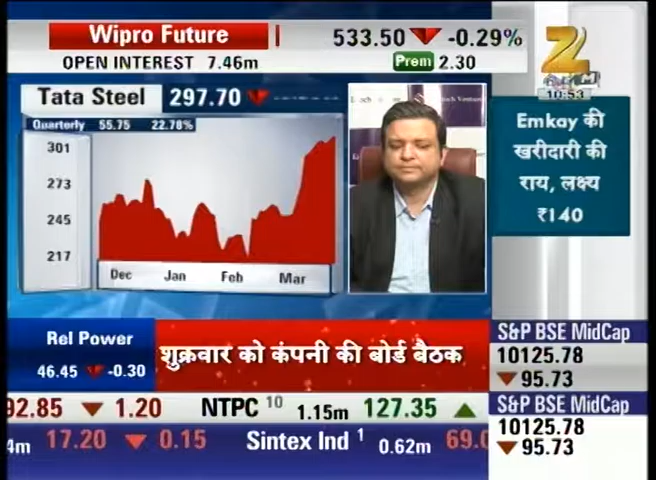 Wipro Future
533.50 -0.29%
OPEN INTEREST 7.46m
Prem 2.30
10:53
Tata Steel 297.70
Quarterly 55.75 22.78%
301
273
245
217
Dec Jan Feb Mar
Emkay की
खरीदारी की
राय, लक्ष्य
₹140
Rel Power
46.45 -0.30
शुक्रवार को कंपनी की बोर्ड बैठक
S&P BSE MidCap
10125.78
95.73
S&P BSE MidCap
10125.78
95.73
92.85 1.20 NTPC 10 1.15m 127.35
4m 17.20 0.15 Sintex Ind 1 0.62m 69.0